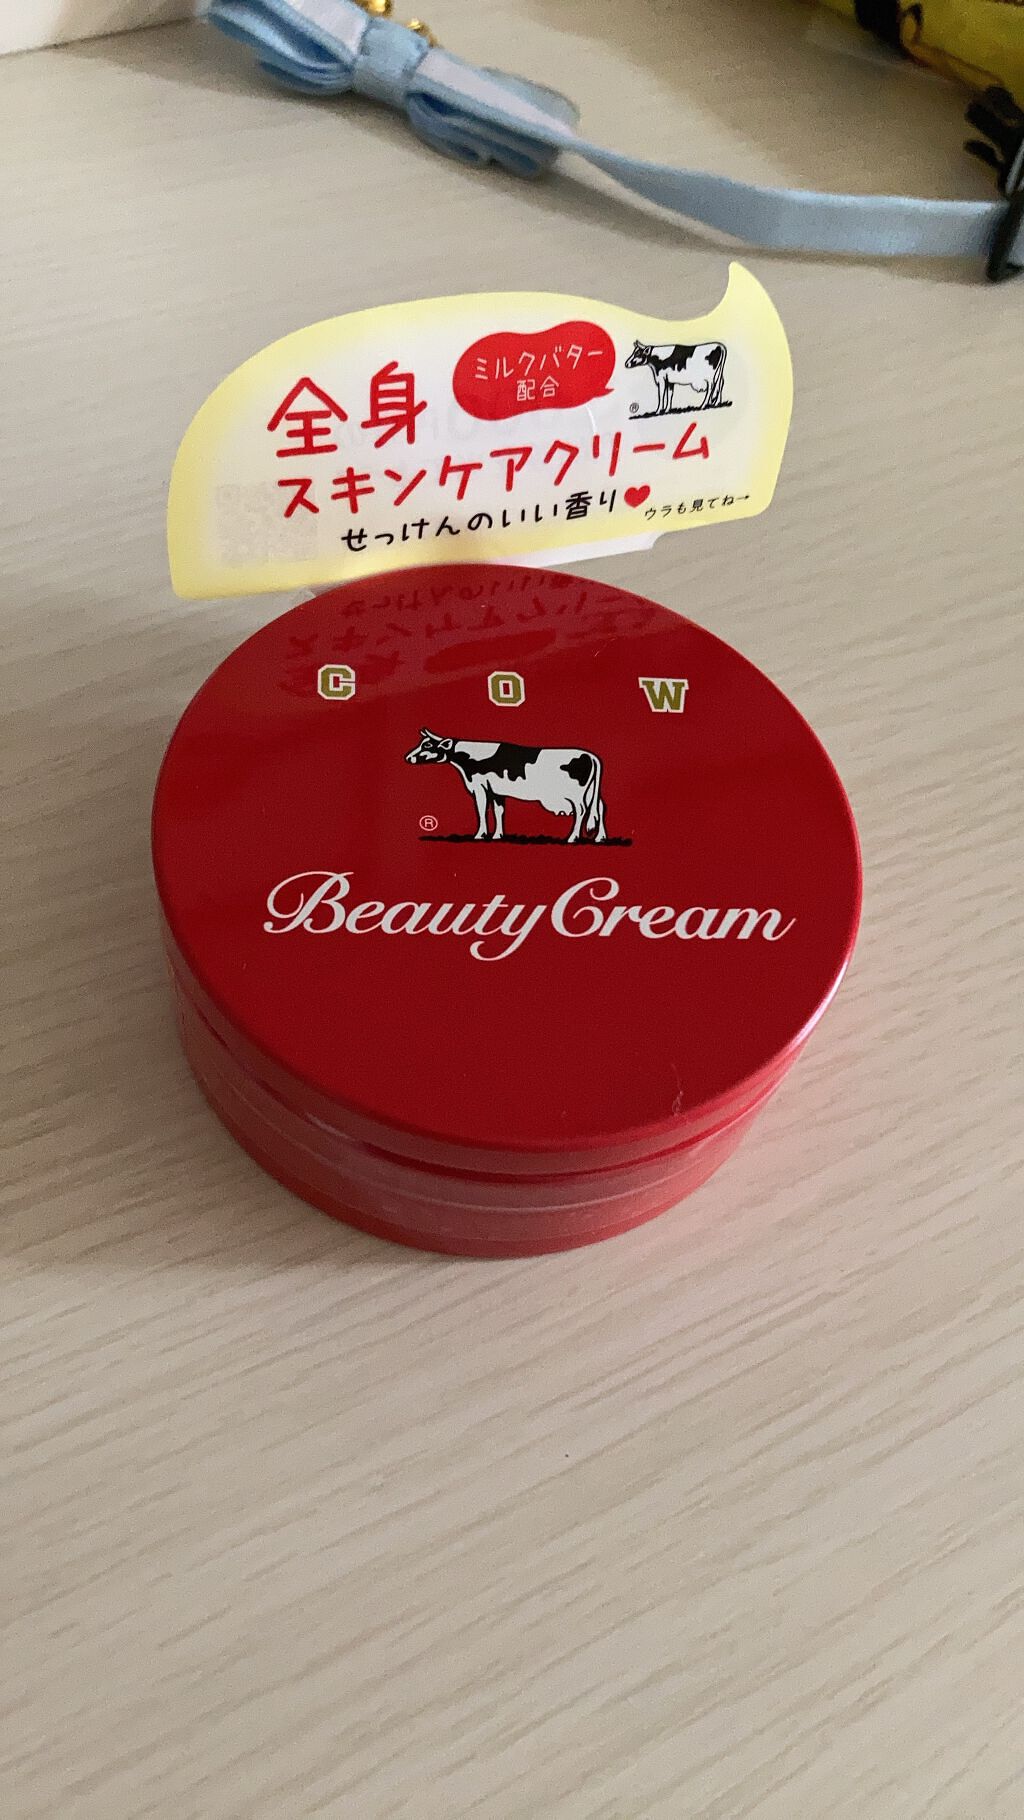 ミルクバター
配合
全身
スキンケアクリーム
せっけんのいい香り♥
ウラも見てね→
®
C O W
®
Beauty Cream